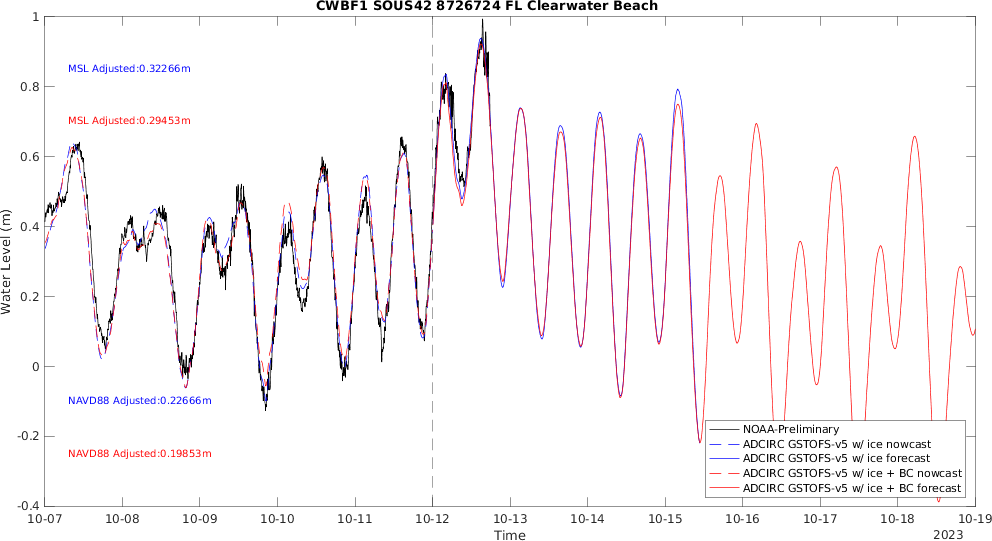 CWBF1 SOUS42 8726724 FL Clearwater Beach
1
0.8
0.6
0.4
0.2
0
-0.2
-0.4
Water Level (m)
MSL Adjusted:0.32266m
MSL Adjusted:0.29453m
NAVD88 Adjusted:0.22666m
NAVD88 Adjusted:0.19853m
NOAA-Preliminary
ADCIRC GSTOFS-v5 w/ ice nowcast
ADCIRC GSTOFS-v5 w/ ice forecast
ADCIRC GSTOFS-v5 w/ ice + BC nowcast
ADCIRC GSTOFS-v5 w/ ice + BC forecast
10-07 10-08 10-09 10-10 10-11 10-12 10-13 10-14 10-15 10-16 10-17 10-18 10-19
Time
2023